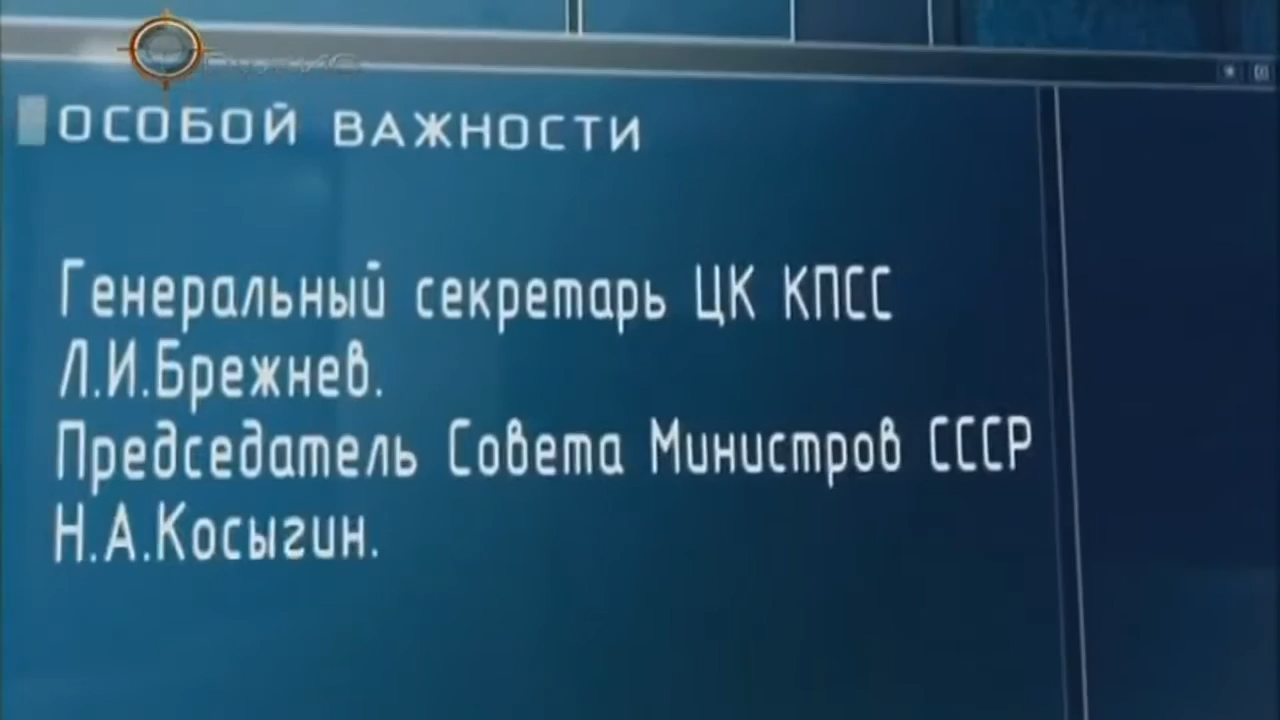 ОСОБОЙ ВАЖНОСТИ
Генеральный секретарь ЦК КПСС
Л.И.Брежнев.
Председатель Совета Министров СССР
Н.А.Косыгин.